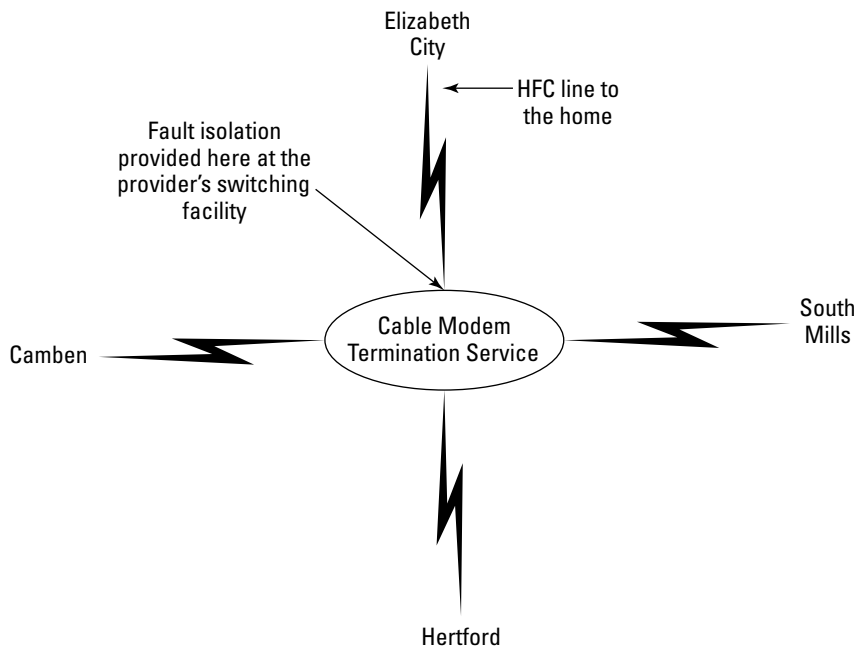 Elizabeth
City
HFC line to
the home
Fault isolation
provided here at the
provider’s switching
facility
Cable Modem
Termination Service
South
Mills
Camben
Hertford